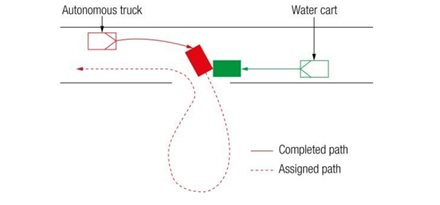 Autonomous truck
Water cart
Completed path
Assigned path